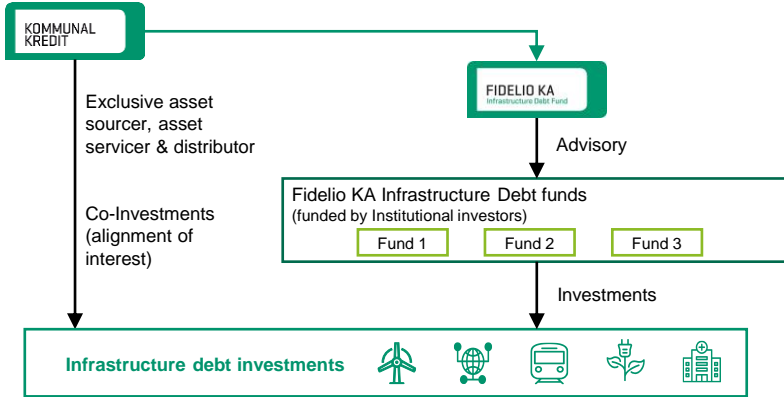 KOMMUNAL
KREDIT
FIDELIO KA
Infrastructure Debt Fund
Exclusive asset
sourcer, asset
servicer & distributor
Advisory
Co-Investments
(alignment of
interest)
Fidelio KA Infrastructure Debt funds
(funded by Institutional investors)
Fund 1
Fund 2
Fund 3
Investments
Infrastructure debt investments